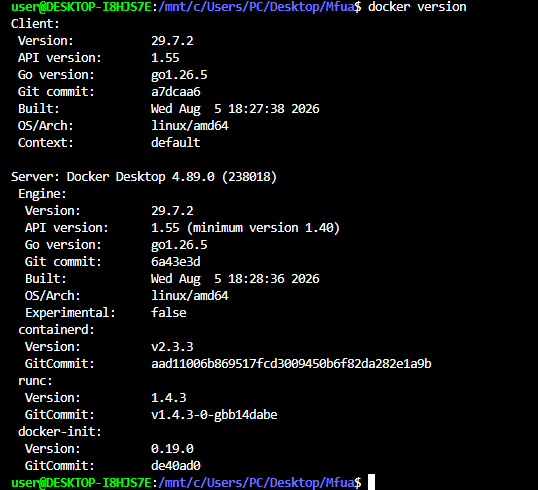 user@DESKTOP-I8HJS7E:/mnt/c/Users/PC/Desktop/Mfua$ docker version
Client:
 Version:           29.7.2
 API version:       1.55
 Go version:        go1.26.5
 Git commit:        a7dcaa6
 Built:             Wed Aug  5 18:27:38 2026
 OS/Arch:           linux/amd64
 Context:           default

Server: Docker Desktop 4.89.0 (238018)
 Engine:
  Version:          29.7.2
  API version:      1.55 (minimum version 1.40)
  Go version:       go1.26.5
  Git commit:       6a43e3d
  Built:            Wed Aug  5 18:28:36 2026
  OS/Arch:          linux/amd64
  Experimental:     false
 containerd:
  Version:          v2.3.3
  GitCommit:        aad11006b869517fcd3009450b6f82da282e1a9b
 runc:
  Version:          1.4.3
  GitCommit:        v1.4.3-0-gbb14dabe
 docker-init:
  Version:          0.19.0
  GitCommit:        de40ad0
user@DESKTOP-I8HJS7E:/mnt/c/Users/PC/Desktop/Mfua$